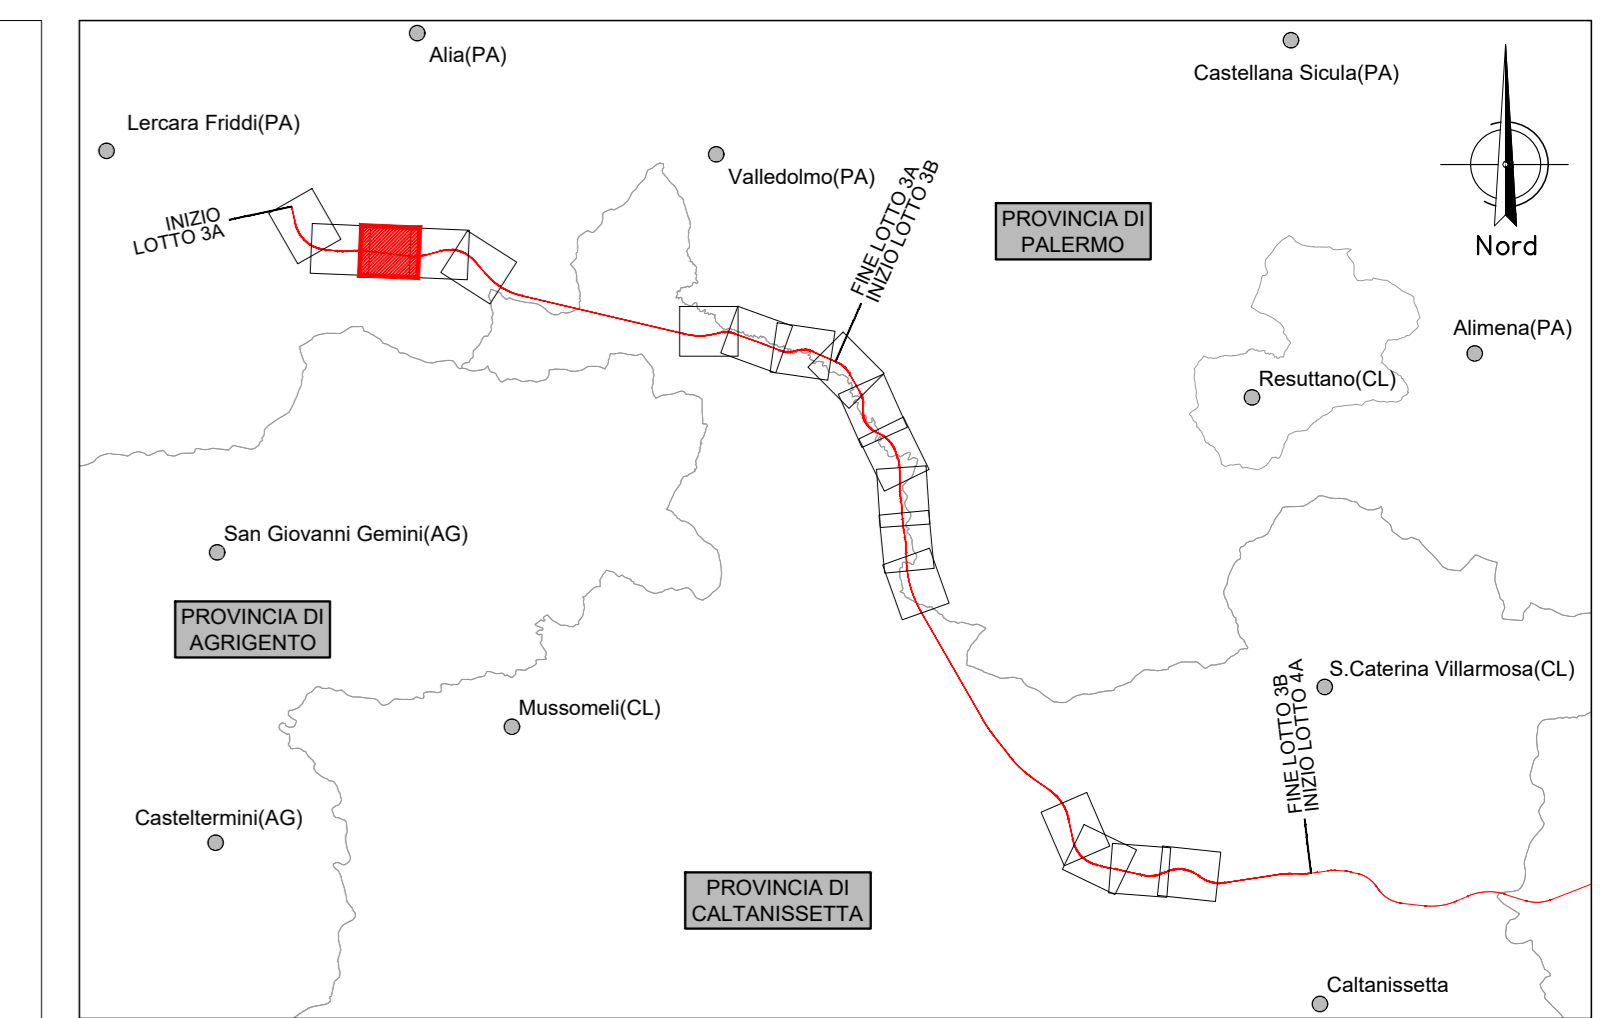 Alia(PA)
Castellana Sicula(PA)
Lercara Friddi(PA)
Valledolmo(PA)
INIZIO
LOTTO 3A
FINE LOTTO 3A
INIZIO LOTTO 3B
PROVINCIA DI
PALERMO
Nord
Alimena(PA)
Resuttano(CL)
San Giovanni Gemini(AG)
PROVINCIA DI
AGRIGENTO
Mussomeli(CL)
S.Caterina Villarmosa(CL)
FINE LOTTO 3B
INIZIO LOTTO 4A
Casteltermini(AG)
PROVINCIA DI
CALTANISSETTA
Caltanissetta